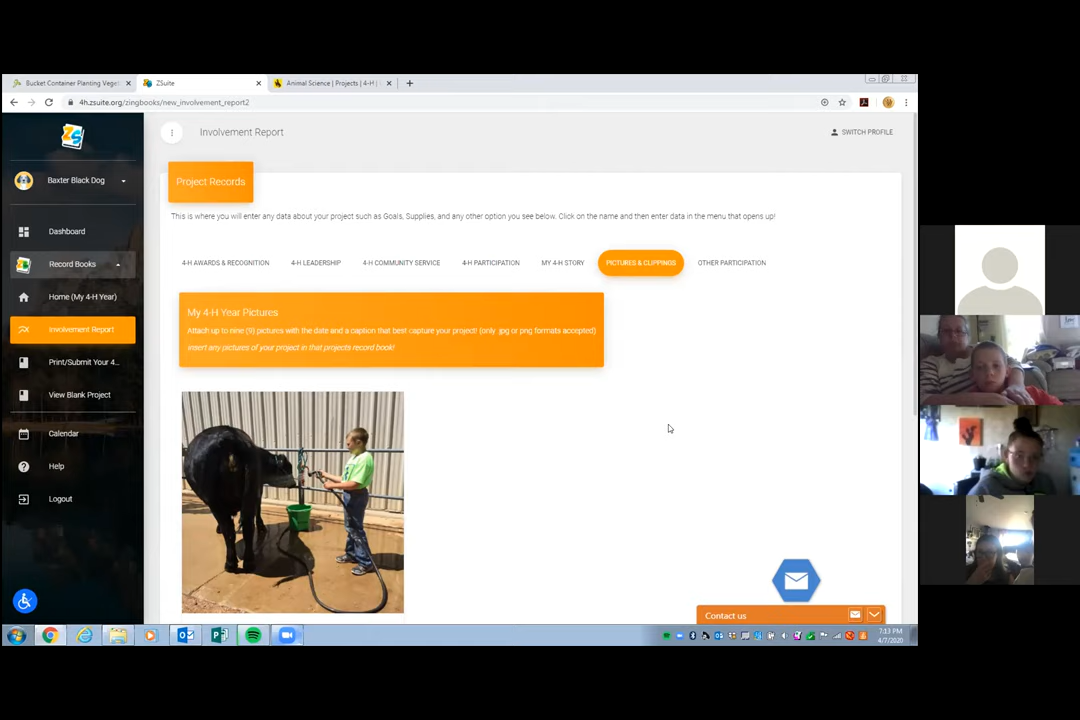 Bucket Container Planting Veget
ZSuite
Animal Science | Projects | 4-H |
4h.zsuite.org/zingbooks/new_involvement_report2
ZS
Involvement Report
SWITCH PROFILE
Baxter Black Dog
Project Records
This is where you will enter any data about your project such as Goals, Supplies, and any other option you see below. Click on the name and then enter data in the menu that opens up!
Dashboard
Record Books
4-H AWARDS & RECOGNITION
4-H LEADERSHIP
4-H COMMUNITY SERVICE
4-H PARTICIPATION
MY 4-H STORY
PICTURES & CLIPPINGS
OTHER PARTICIPATION
Home (My 4-H Year)
My 4-H Year Pictures
Attach up to nine (9) pictures with the date and a caption that best capture your project! (only .jpg or png formats accepted)
Insert any pictures of your project in that projects record book!
Involvement Report
Print/Submit Your 4...
View Blank Project
Calendar
Help
Logout
Contact us
7:13 PM
4/7/2020